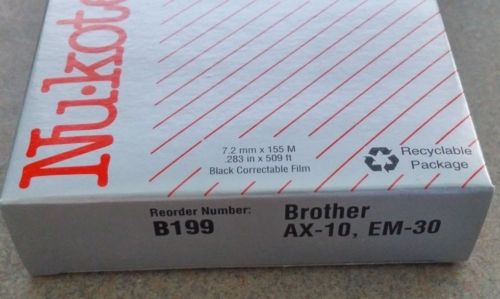 Nu-kote
7.2 mm x 155 M
.283 in x 509 ft
Black Correctable Film
Recyclable
Package
Reorder Number:
B199
Brother
AX-10, EM-30